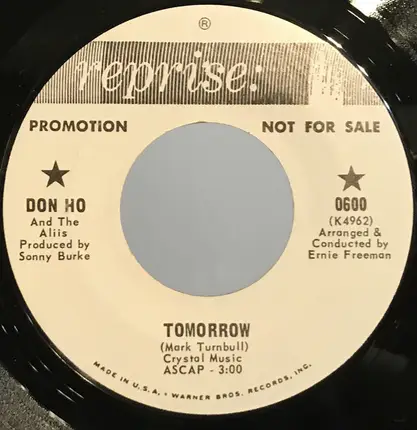 ®
reprise:
PROMOTION NOT FOR SALE
★ ★
DON HO
And The
Aliis
Produced by
Sonny Burke
0600
(K4962)
Arranged &
Conducted by
Ernie Freeman
TOMORROW
(Mark Turnbull)
Crystal Music
ASCAP - 3:00
MADE IN U.S.A. • WARNER BROS. RECORDS, INC.